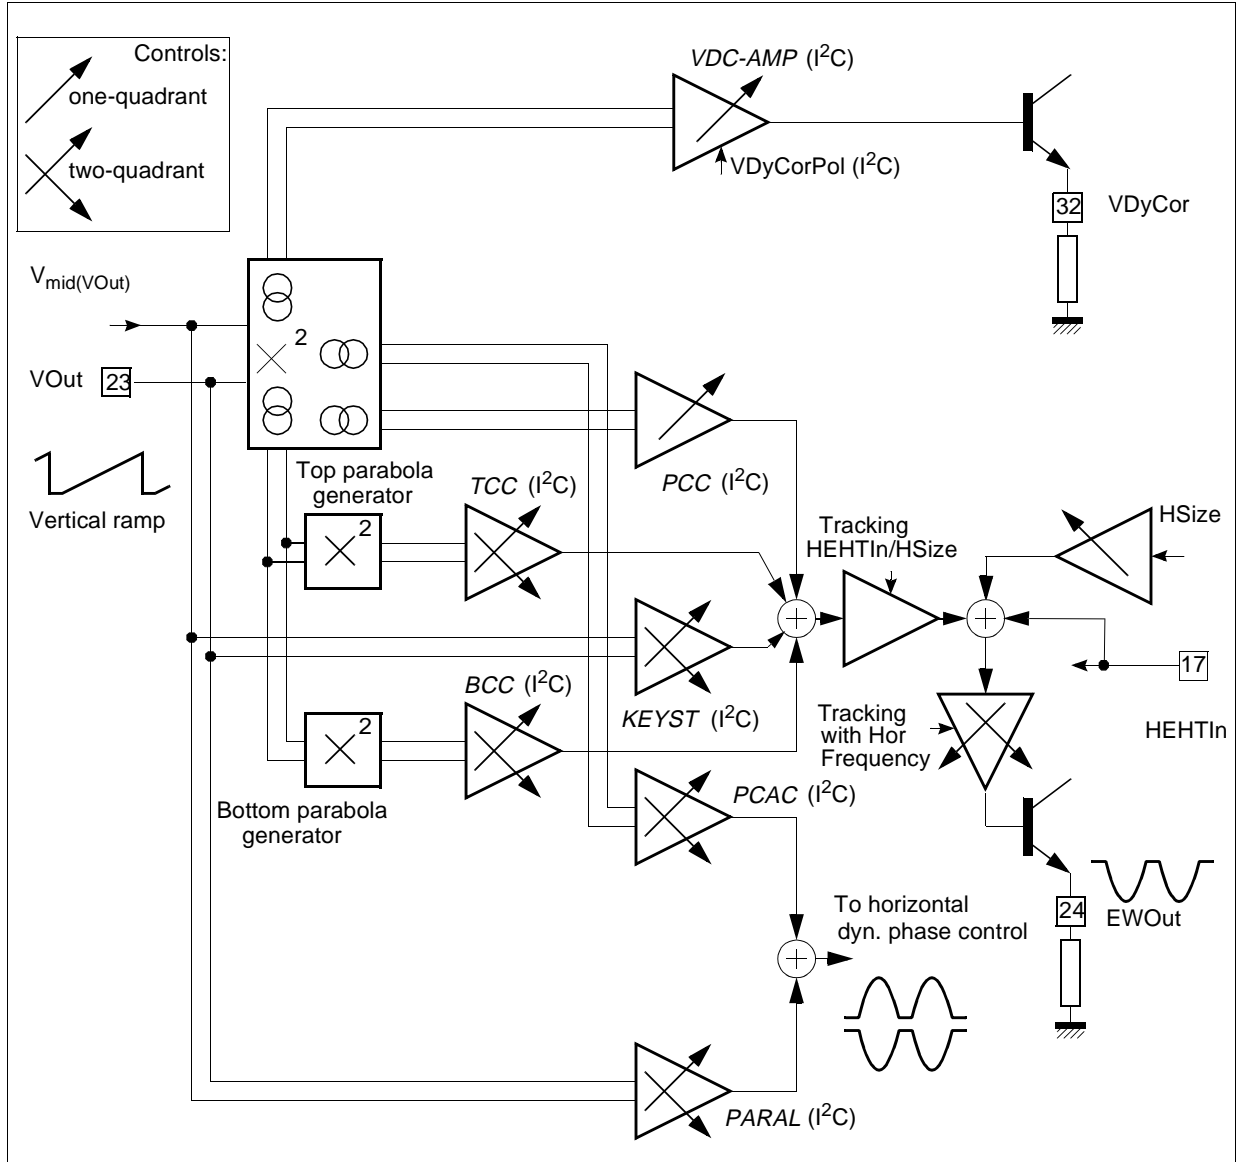 Controls:
one-quadrant
two-quadrant
VDC-AMP (I2C)
VDyCorPol (I2C)
32
VDyCor
Vmid(VOut)
2
VOut
23
Vertical ramp
Top parabola
generator
2
TCC (I2C)
PCC (I2C)
Tracking
HEHTIn/HSize
HSize
KEYST (I2C)
BCC (I2C)
2
Bottom parabola
generator
17
HEHTIn
Tracking
with Hor
Frequency
PCAC (I2C)
24
EWOut
To horizontal
dyn. phase control
PARAL (I2C)